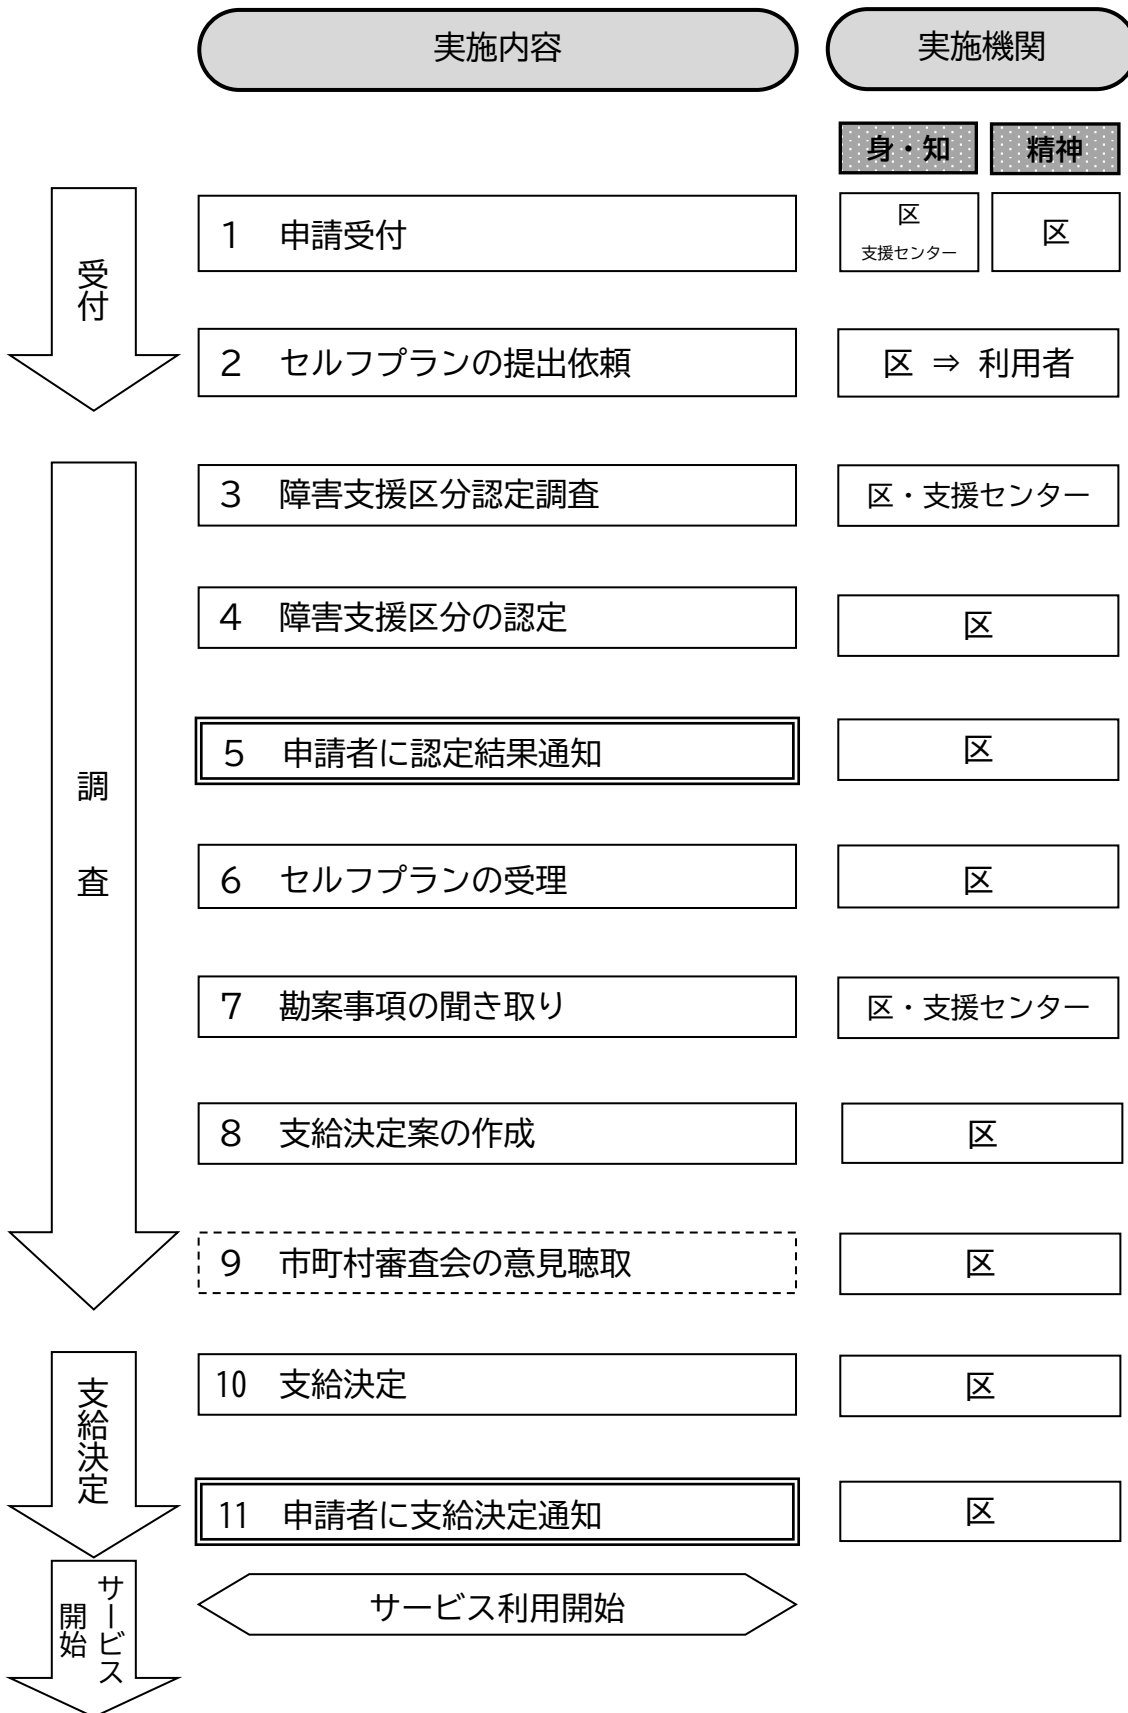 実施内容
実施機関
身・知
精神
受付
1 申請受付
区
支援センター
区
2 セルフプランの提出依頼
区 ⇒ 利用者
調査
3 障害支援区分認定調査
区・支援センター
4 障害支援区分の認定
区
5 申請者に認定結果通知
区
6 セルフプランの受理
区
7 勘案事項の聞き取り
区・支援センター
8 支給決定案の作成
区
9 市町村審査会の意見聴取
区
支給決定
10 支給決定
区
11 申請者に支給決定通知
区
サービス
開始
サービス利用開始